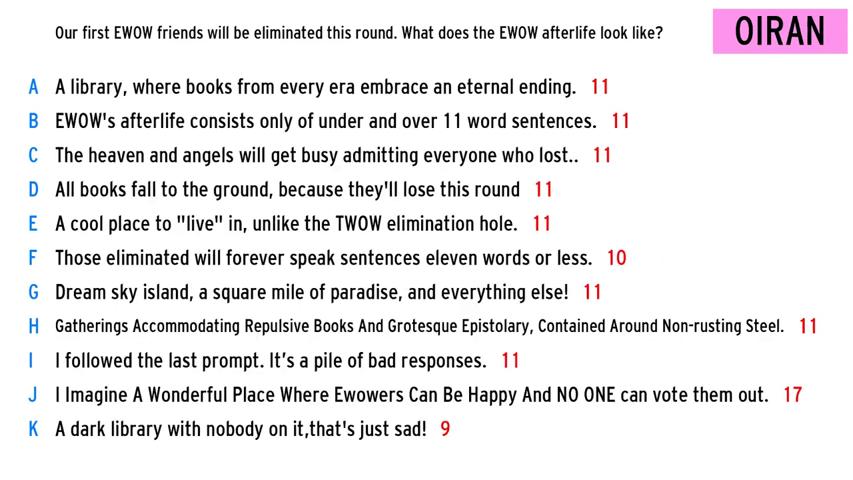 Our first EWOW friends will be eliminated this round. What does the EWOW afterlife look like?
OIRAN
A A library, where books from every era embrace an eternal ending. 11
B EWOW's afterlife consists only of under and over 11 word sentences. 11
C The heaven and angels will get busy admitting everyone who lost.. 11
D All books fall to the ground, because they'll lose this round 11
E A cool place to "live" in, unlike the TWOW elimination hole. 11
F Those eliminated will forever speak sentences eleven words or less. 10
G Dream sky island, a square mile of paradise, and everything else! 11
H Gatherings Accommodating Repulsive Books And Grotesque Epistolary, Contained Around Non-rusting Steel. 11
I I followed the last prompt. It’s a pile of bad responses. 11
J I Imagine A Wonderful Place Where Ewowers Can Be Happy And NO ONE can vote them out. 17
K A dark library with nobody on it,that's just sad! 9